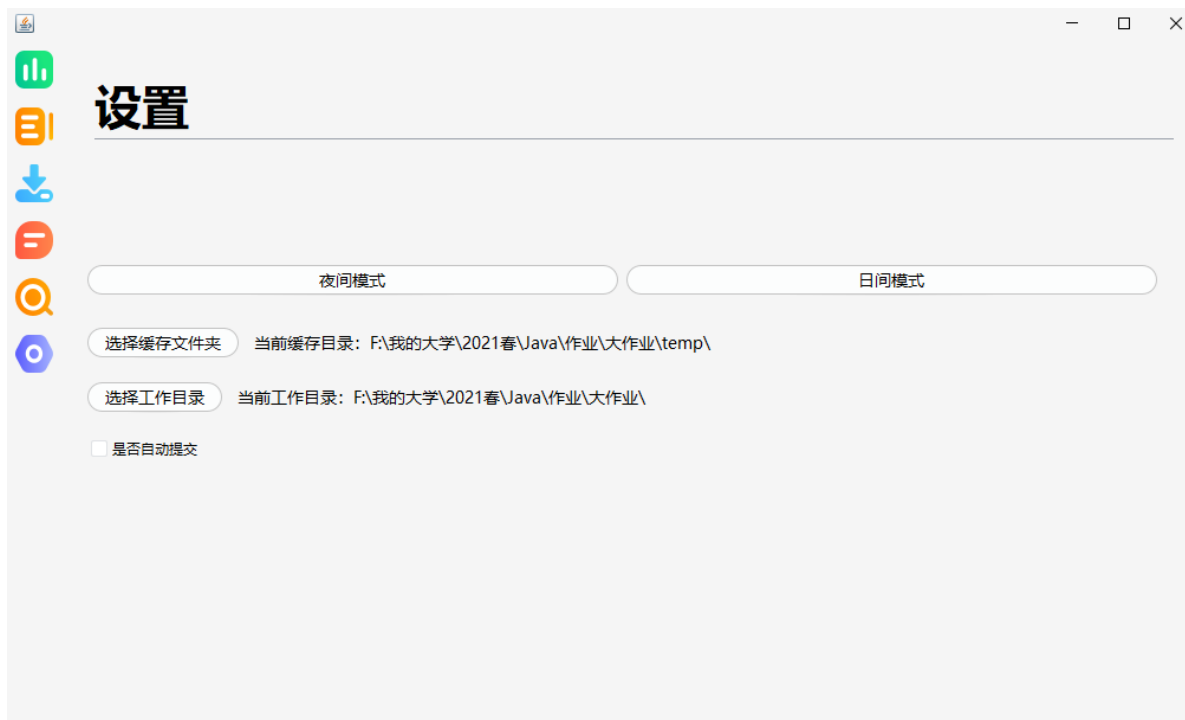 设置
夜间模式 日间模式
选择缓存文件夹 当前缓存目录：F:\我的大学\2021春\Java\作业\大作业\temp\
选择工作目录 当前工作目录：F:\我的大学\2021春\Java\作业\大作业\
是否自动提交